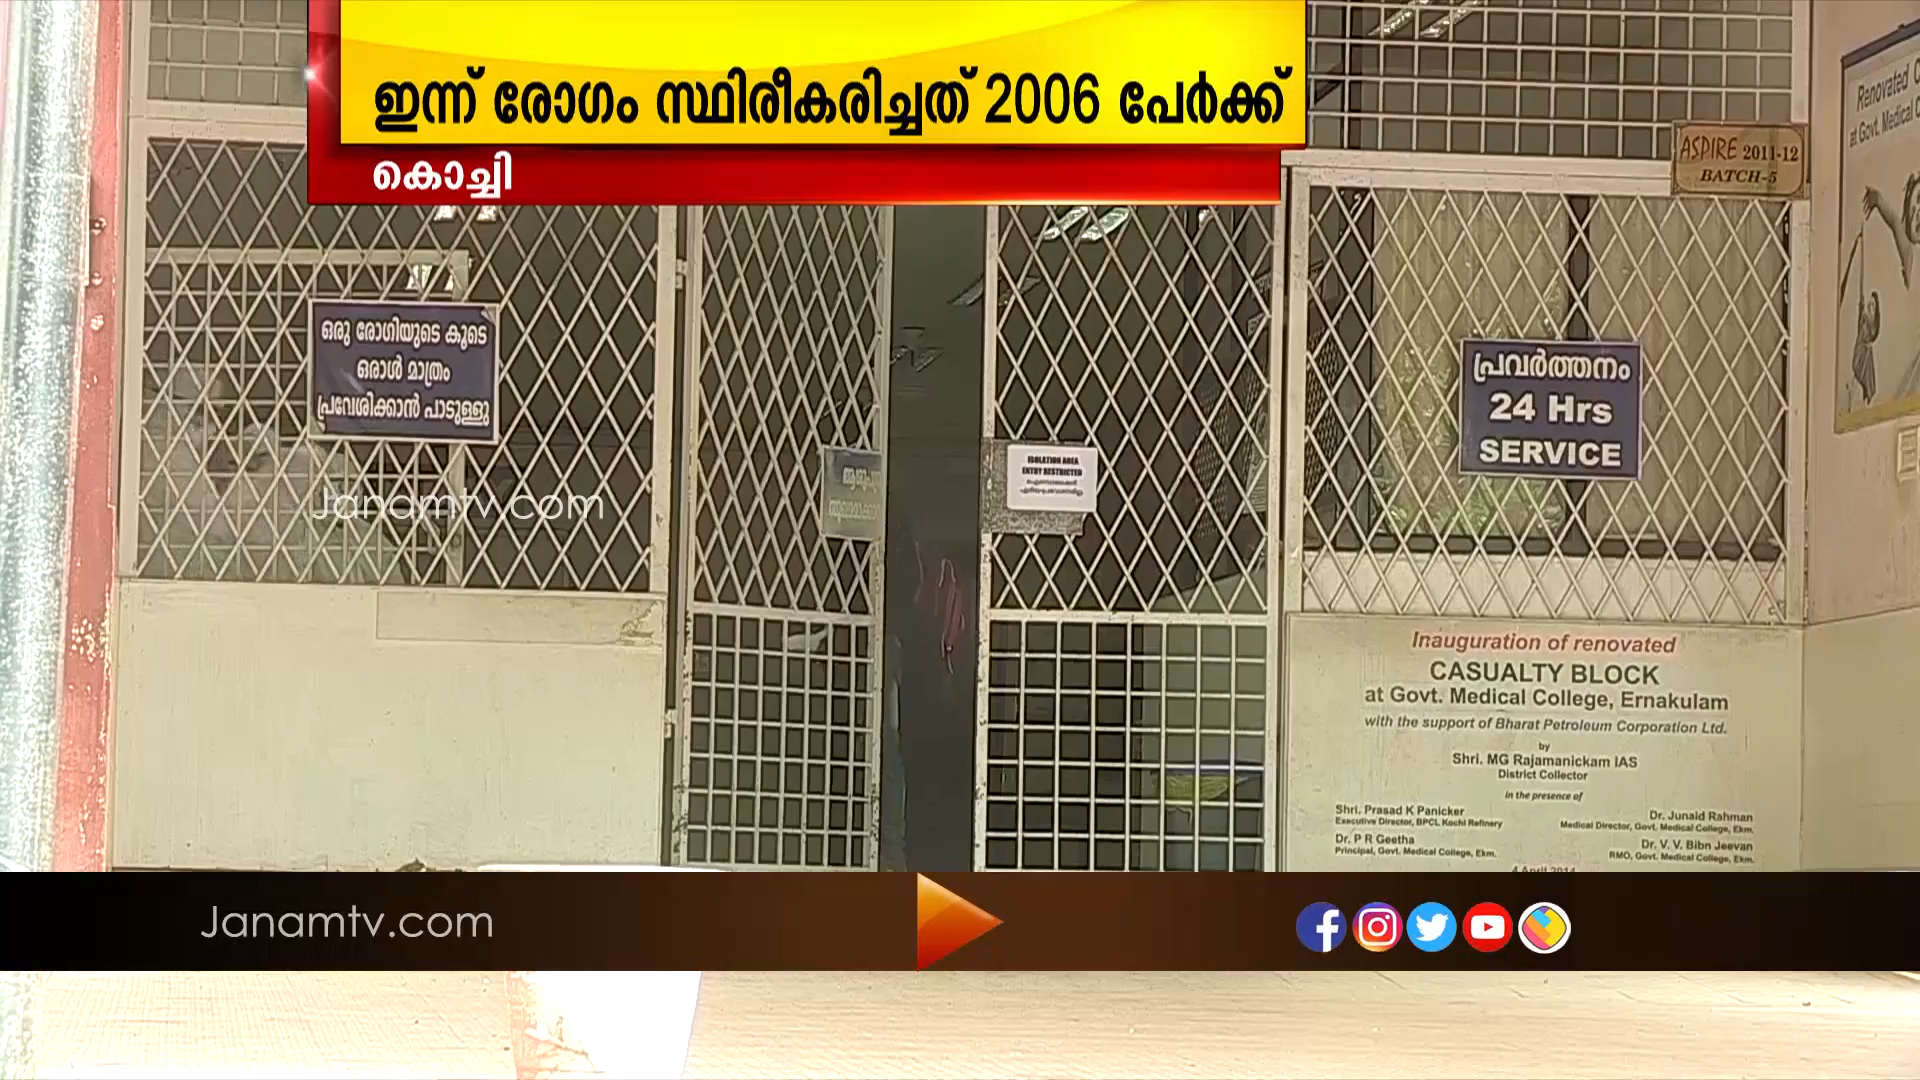 ഇന്ന് രോഗം സ്ഥിരീകരിച്ചത് 2006 പേർക്ക്
കൊച്ചി
Renovated
at Govt. Medical
ASPIRE 2011-12
BATCH-5
ഒരു രോഗിയുടെ കൂടെ
ഒരാൾ മാത്രം
പ്രവേശിക്കാൻ പാടുള്ളു
പ്രവർത്തനം
24 Hrs
SERVICE
ISOLATION AREA
ENTRY RESTRICTED
Janamtv.com
Inauguration of renovated
CASUALTY BLOCK
at Govt. Medical College, Ernakulam
with the support of Bharat Petroleum Corporation Ltd.
by
Shri. MG Rajamanickam IAS
District Collector
in the presence of
Shri. Prasad K Panicker
Executive Director, BPCL Kochi Refinery
Dr. P R Geetha
Principal, Govt. Medical College, Ekm.
Dr. Junaid Rahman
Medical Director, Govt. Medical College, Ekm.
Dr. V. V. Bibn Jeevan
RMO, Govt. Medical College, Ekm.
4 April 2014
Janamtv.com